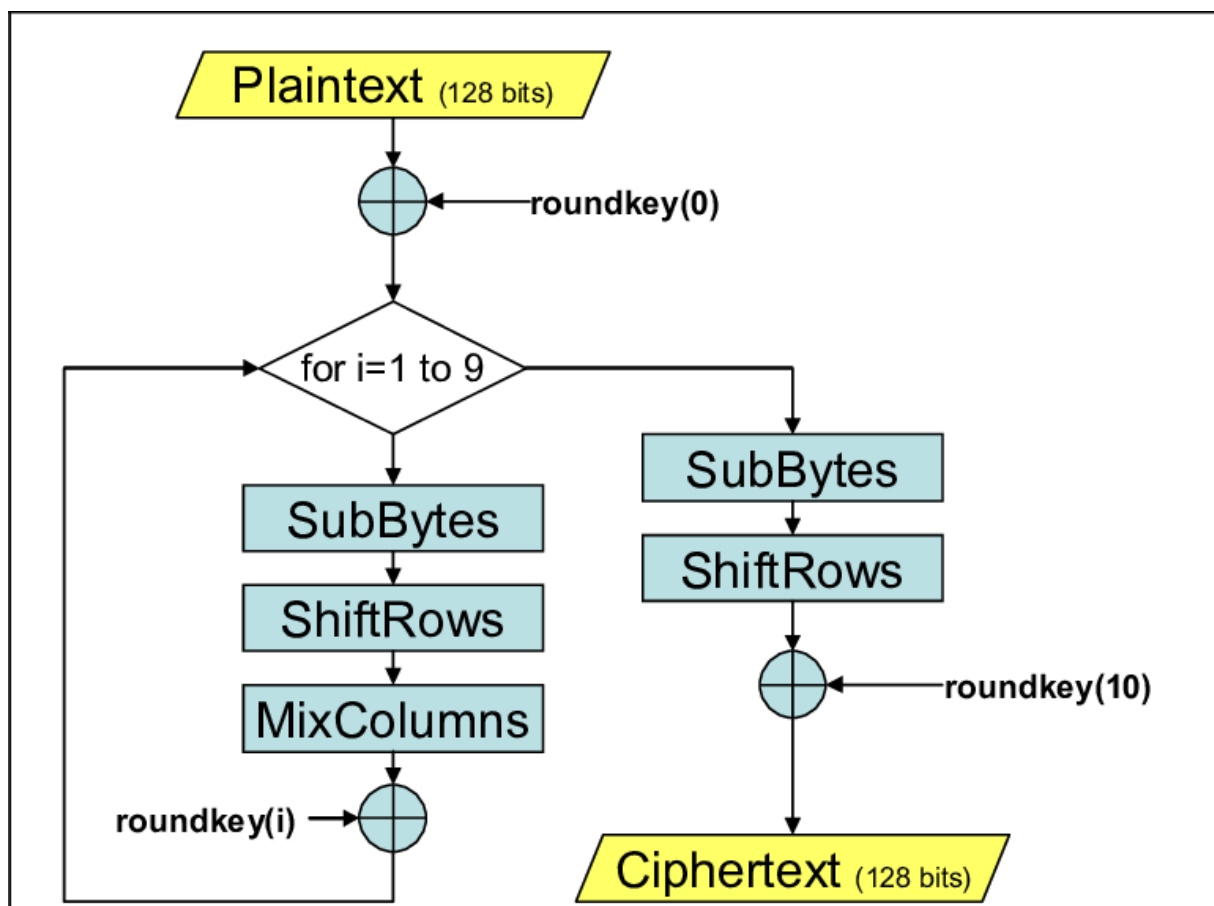 Plaintext (128 bits)
roundkey(0)
for i=1 to 9
SubBytes
ShiftRows
MixColumns
roundkey(i)
SubBytes
ShiftRows
roundkey(10)
Ciphertext (128 bits)